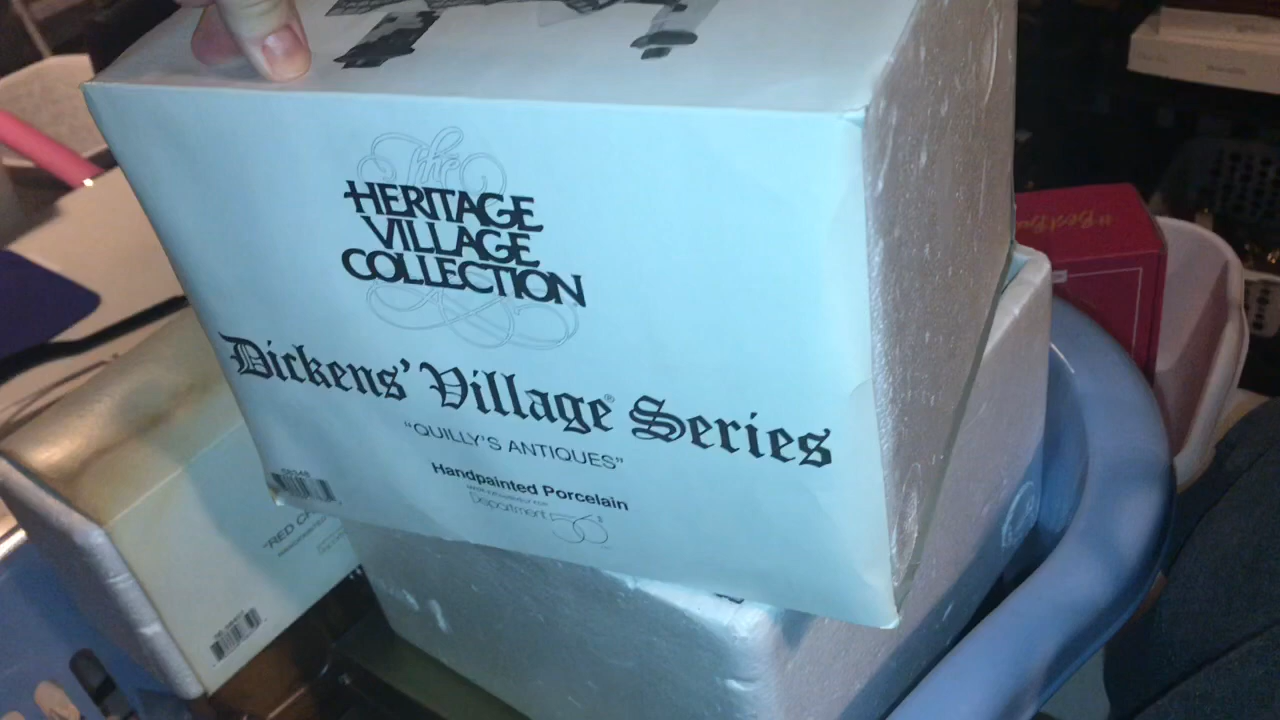 the
HERITAGE
VILLAGE
COLLECTION
Dickens' Village® Series
"QUILLY'S ANTIQUES"
Handpainted Porcelain
Department 56
"RED